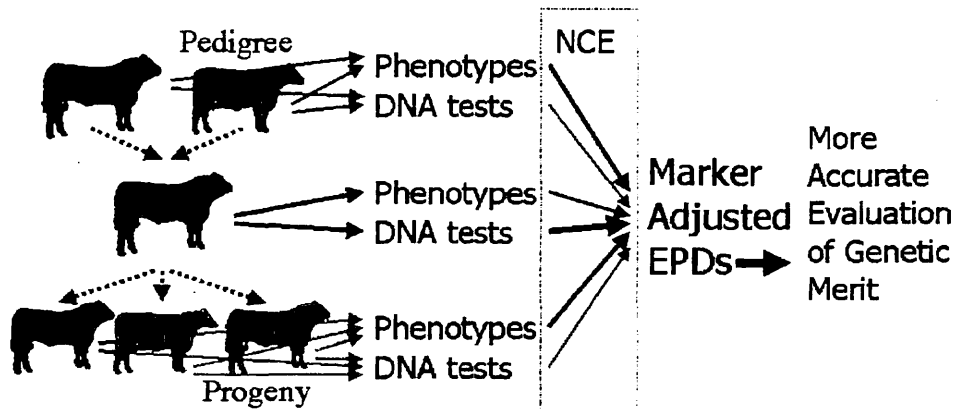 Pedigree
Phenotypes
DNA tests
Phenotypes
DNA tests
Phenotypes
DNA tests
Progeny
NCE
Marker
Adjusted
EPDs
More
Accurate
Evaluation
of Genetic
Merit